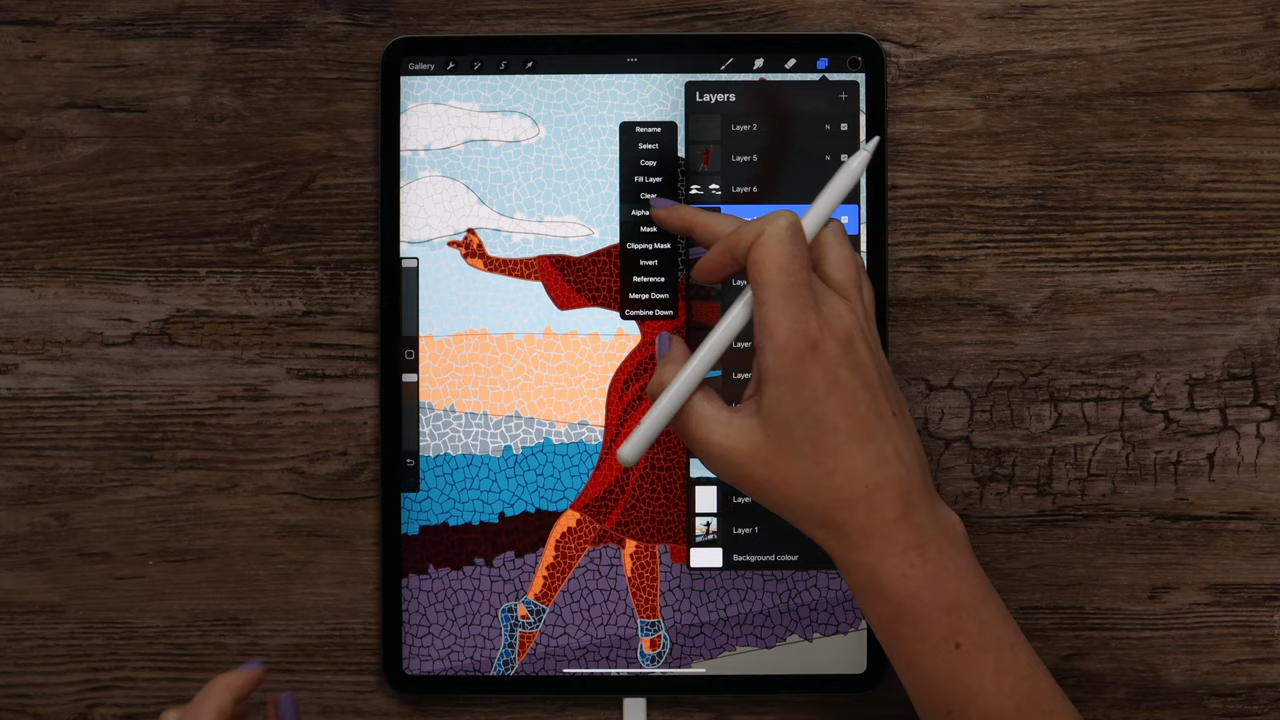 Gallery
Layers
Layer 2 N
Layer 5 N
Layer 6
Rename
Select
Copy
Fill Layer
Clear
Alpha
Mask
Clipping Mask
Invert
Reference
Merge Down
Combine Down
Layer
Layer
Layer
Layer 1
Background colour